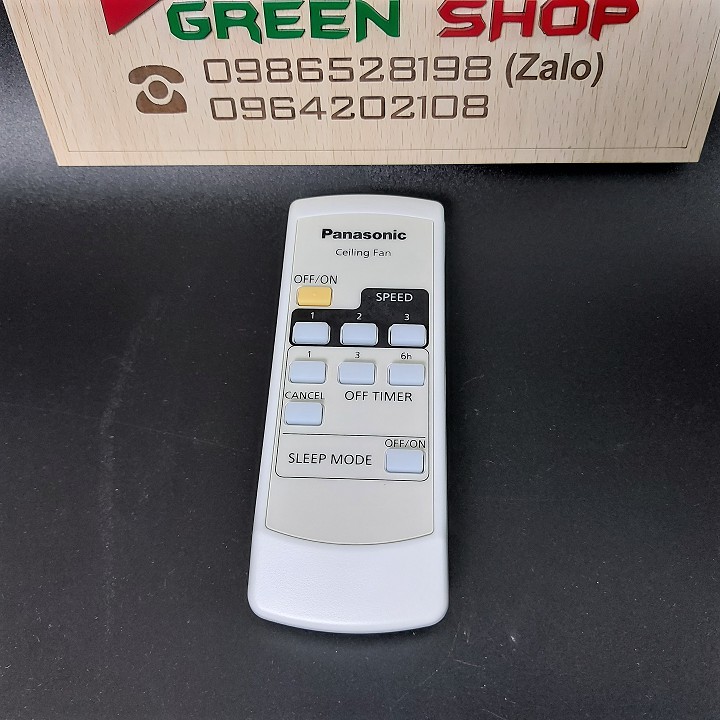 GREEN SHOP
0986528198 (Zalo)
0964202108
Panasonic
Ceiling Fan
OFF/ON
SPEED
1 2 3
1 3 6h
CANCEL OFF TIMER
OFF/ON
SLEEP MODE